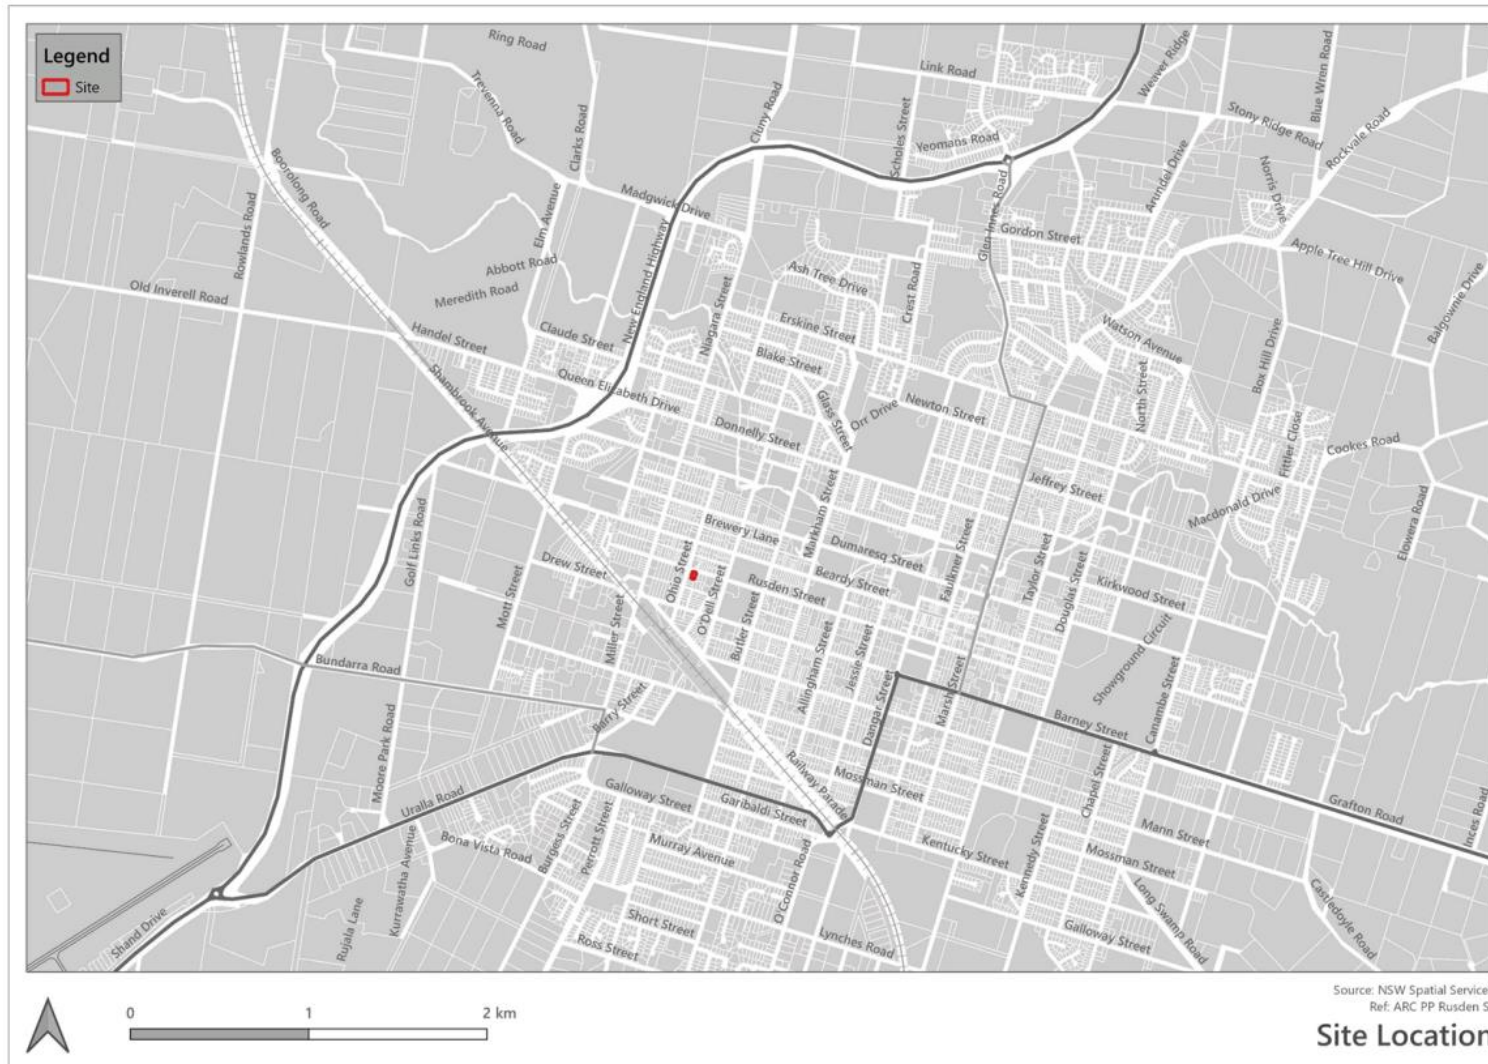 Legend
Site
Ring Road
Link Road
Weaver Ridge
Blue Wren Road
Trevenna Road
Clarks Road
Cluny Road
Scholes Street
Stony Ridge Road
Rockvale Road
Yeomans Road
Arundel Drive
Norris Drive
Boorolong Road
Rowlands Road
Elm Avenue
Madgwick Drive
Glen Innes Road
Gordon Street
Apple Tree Hill Drive
Abbott Road
Meredith Road
New England Highway
Ash Tree Drive
Crest Road
Balgownie Drive
Old Inverell Road
Handel Street
Claude Street
Niagara Street
Erskine Street
Watson Avenue
Box Hill Drive
Blake Street
Shambrook Avenue
Queen Elizabeth Drive
Glass Street
Orr Drive
Newton Street
North Street
Donnelly Street
Fittler Close
Cookes Road
Jeffrey Street
Macdonald Drive
Elowera Road
Golf Links Road
Markham Street
Brewery Lane
Dumaresq Street
Faulkner Street
Drew Street
Ohio Street
O'Dell Street
Rusden Street
Beardy Street
Taylor Street
Douglas Street
Kirkwood Street
Mott Street
Miller Street
Butler Street
Allingham Street
Jessie Street
Showground Circuit
Bundarra Road
Barry Street
Dangar Street
Marsh Street
Barney Street
Canambe Street
Moore Park Road
Uralla Road
Railway Parade
Mossman Street
Chapel Street
Grafton Road
Inces Road
Galloway Street
Garibaldi Street
Burgess Street
Perrott Street
Murray Avenue
Kurrawatha Avenue
Bona Vista Road
O'Connor Road
Kentucky Street
Kennedy Street
Mann Street
Mossman Street
Long Swamp Road
Castledoyle Road
Shand Drive
Rujala Lane
Short Street
Ross Street
Lynches Road
Galloway Street
0 1 2 km
Source: NSW Spatial Service
Ref: ARC PP Rusden S
Site Location